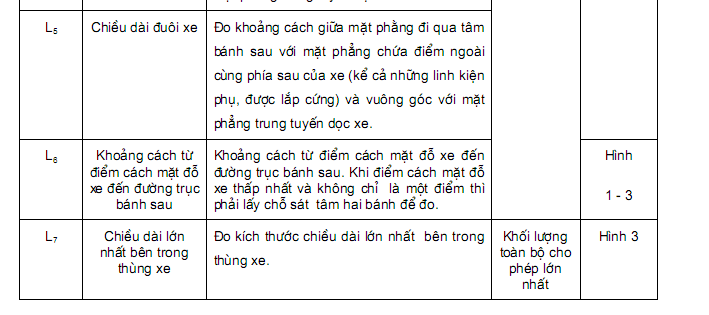 L5 Chiều dài đuôi xe Đo khoảng cách giữa mặt phẳng đi qua tâm
bánh sau với mặt phẳng chứa điểm ngoài
cùng phía sau của xe (kể cả những linh kiện
phụ, được lắp cứng) và vuông góc với mặt
phẳng trung tuyến dọc xe.
L6 Khoảng cách từ Khoảng cách từ điểm cách mặt đỗ xe đến Hình
điểm cách mặt đỗ đường trục bánh sau. Khi điểm cách mặt đỗ
xe đến đường trục xe thấp nhất và không chỉ là một điểm thì 1 - 3
bánh sau phải lấy chỗ sát tâm hai bánh để đo.
L7 Chiều dài lớn Đo kích thước chiều dài lớn nhất bên trong Khối lượng Hình 3
nhất bên trong thùng xe. toàn bộ cho
thùng xe phép lớn
nhất